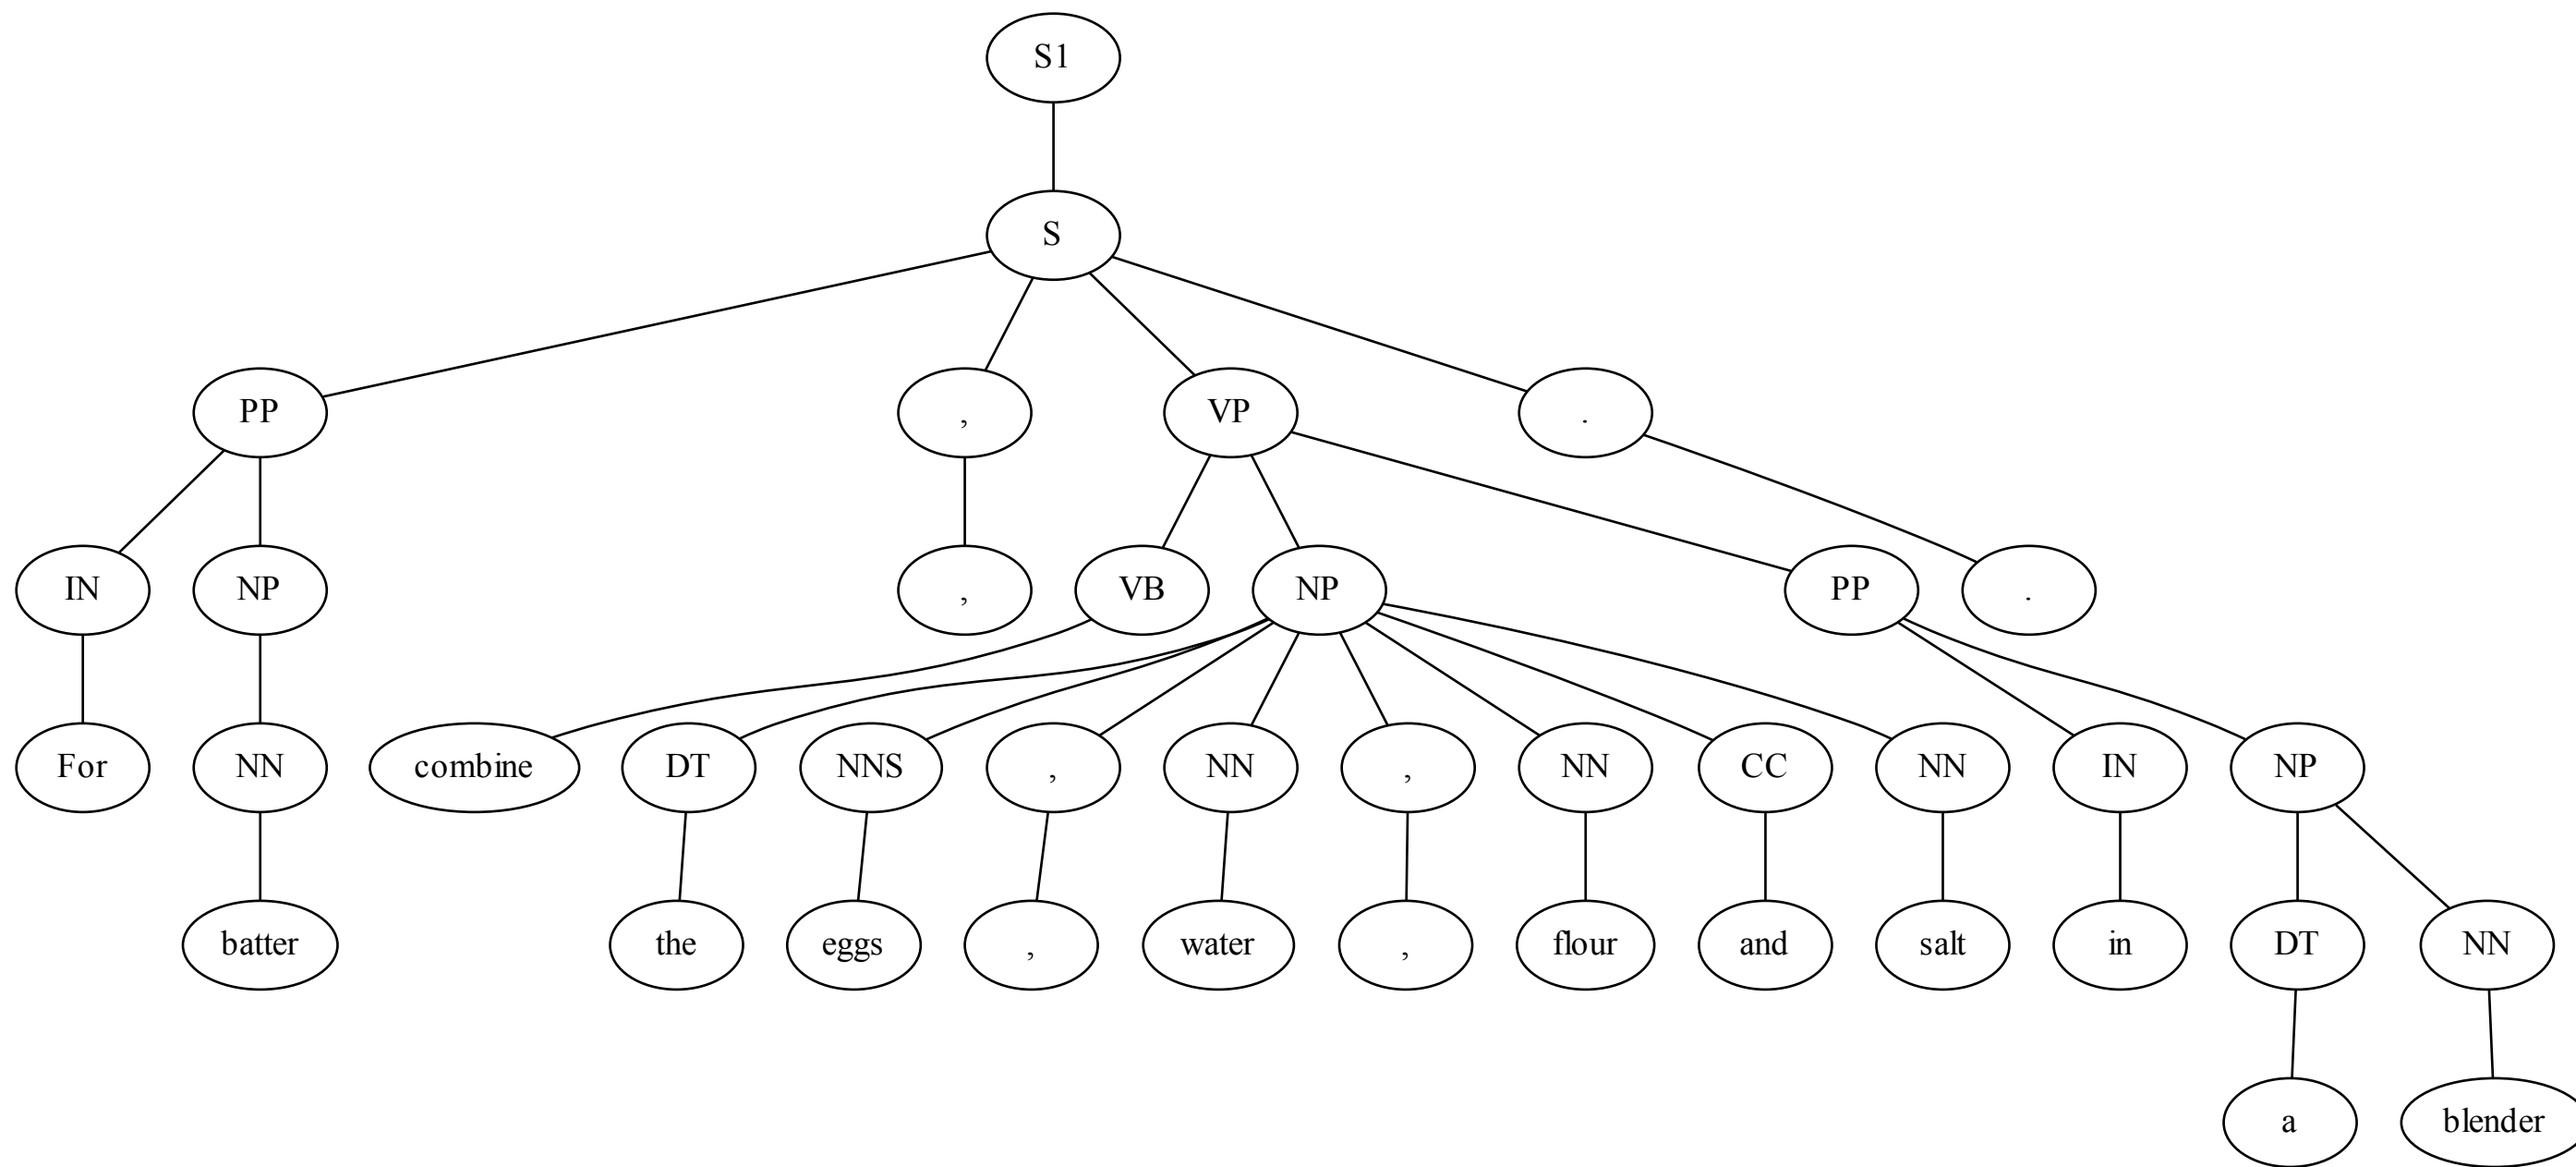 S1
S
PP , VP .
IN NP , VB NP PP .
For NN combine DT NNS , NN , NN CC NN IN NP
batter the eggs , water , flour and salt in DT NN
a blender